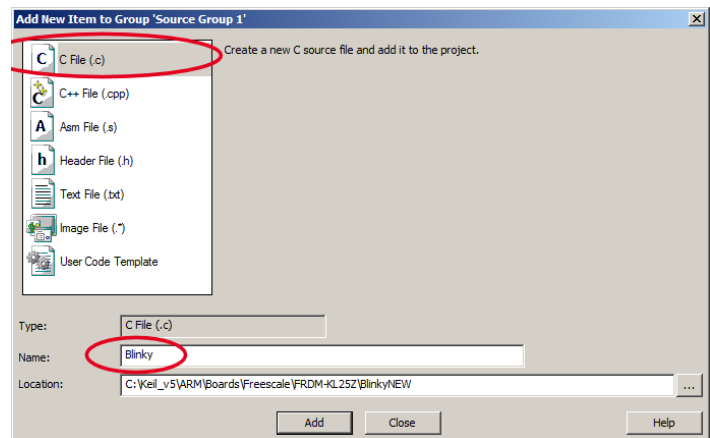 Add New Item to Group 'Source Group 1'
C File (.c)
Create a new C source file and add it to the project.
C++ File (.cpp)
Asm File (.s)
Header File (.h)
Text File (.txt)
Image File (.*)
User Code Template
Type:
C File (.c)
Name:
Blinky
Location:
C:\Keil_v5\ARM\Boards\Freescale\FRDM-KL25Z\BlinkyNEW
...
Add
Close
Help